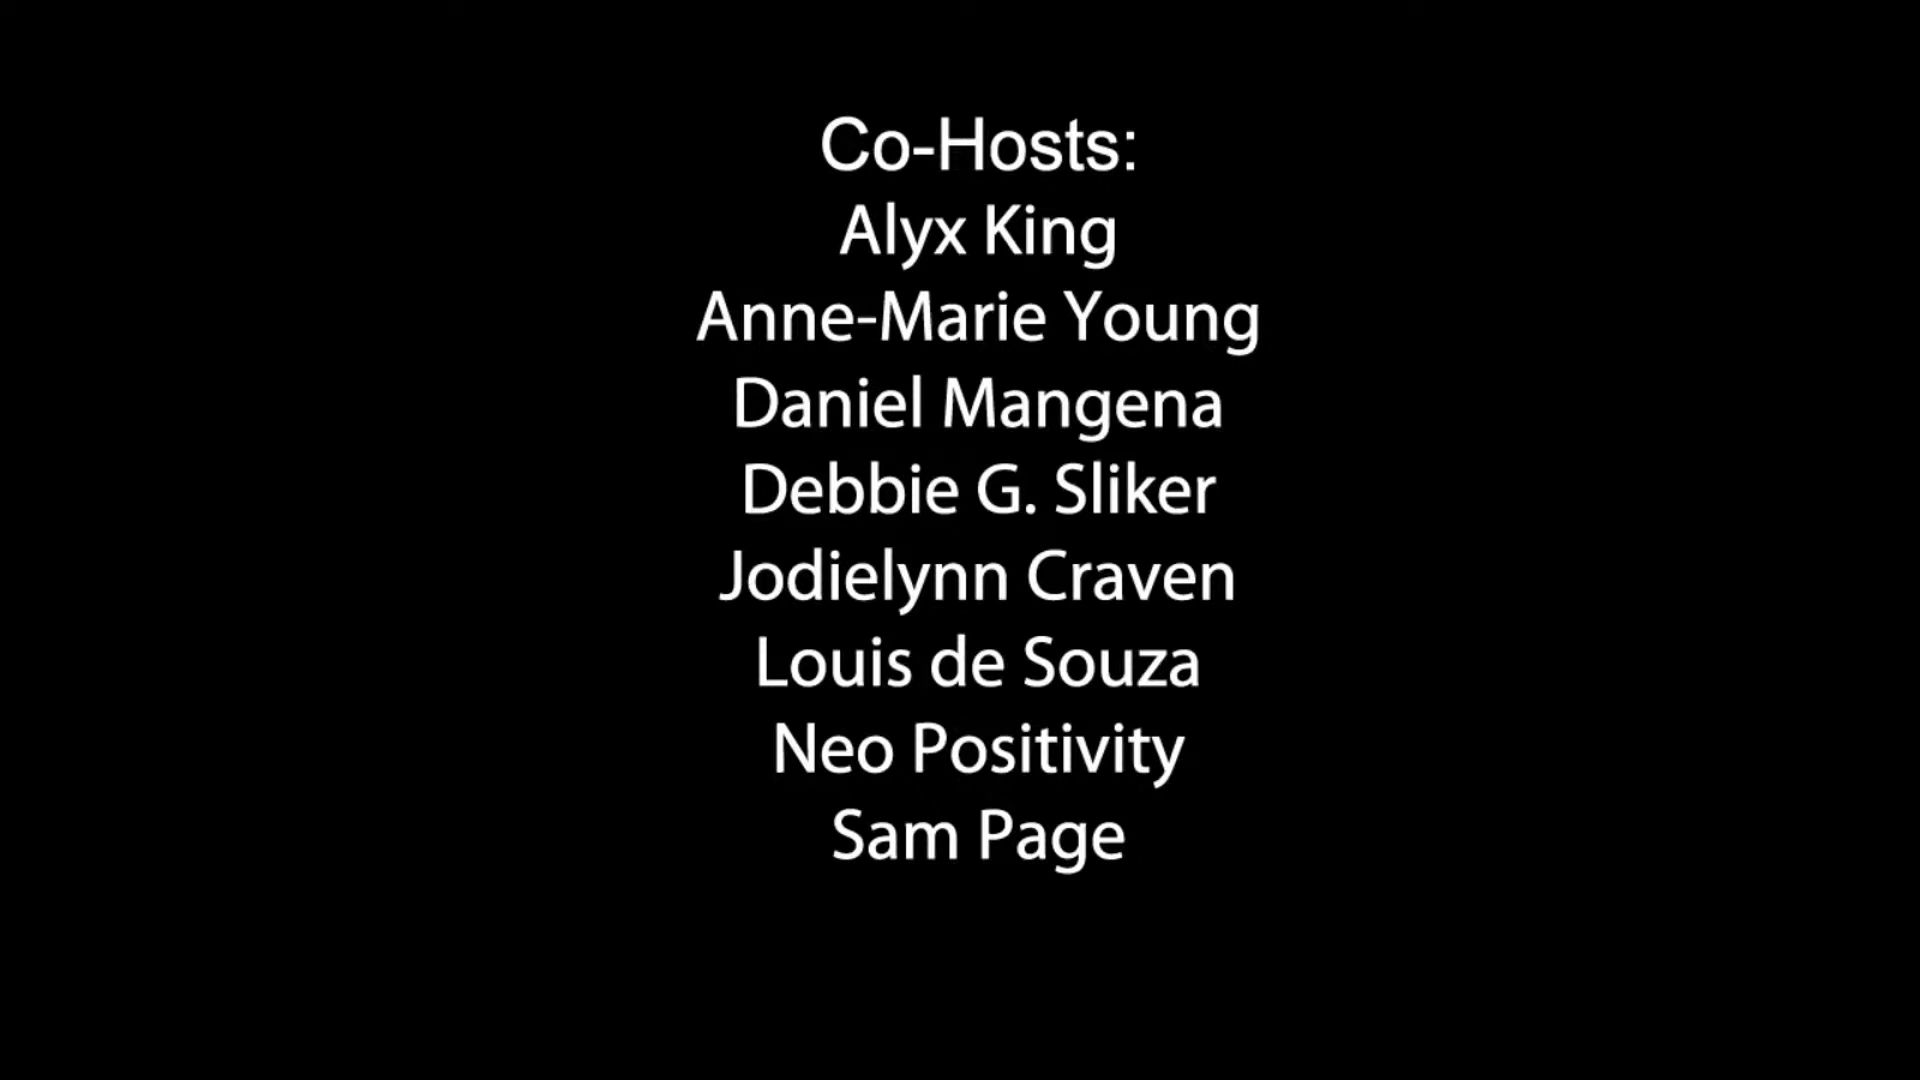 Co-Hosts:
Alyx King
Anne-Marie Young
Daniel Mangena
Debbie G. Sliker
Jodielynn Craven
Louis de Souza
Neo Positivity
Sam Page